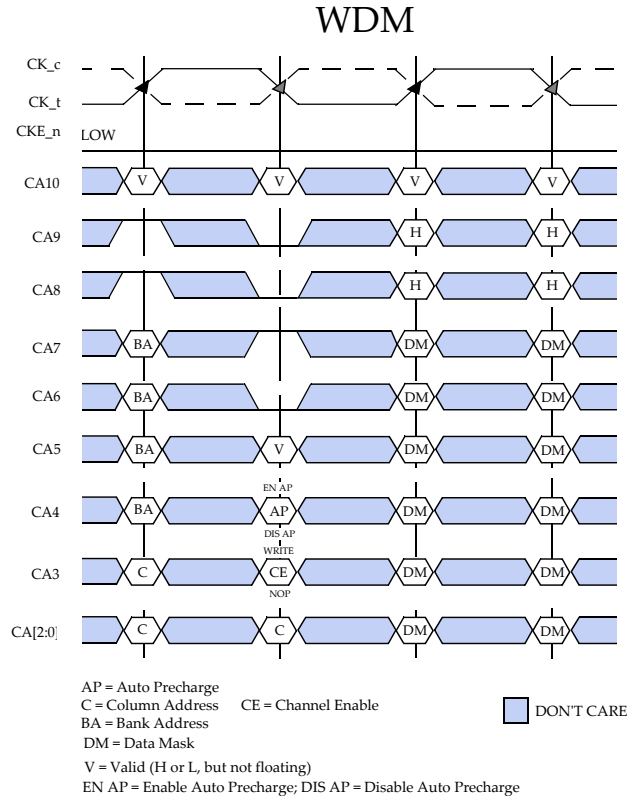 WDM
CK_c
CK_t
CKE_n LOW
CA10 V V V V
CA9 H H
CA8 H H
CA7 BA DM DM
CA6 BA DM DM
CA5 BA V DM DM
EN AP
CA4 BA AP DM DM
DIS AP
WRITE
CA3 C CE DM DM
NOP
CA[2:0] C C DM DM
AP = Auto Precharge
C = Column Address CE = Channel Enable
BA = Bank Address
DON'T CARE
DM = Data Mask
V = Valid (H or L, but not floating)
EN AP = Enable Auto Precharge; DIS AP = Disable Auto Precharge